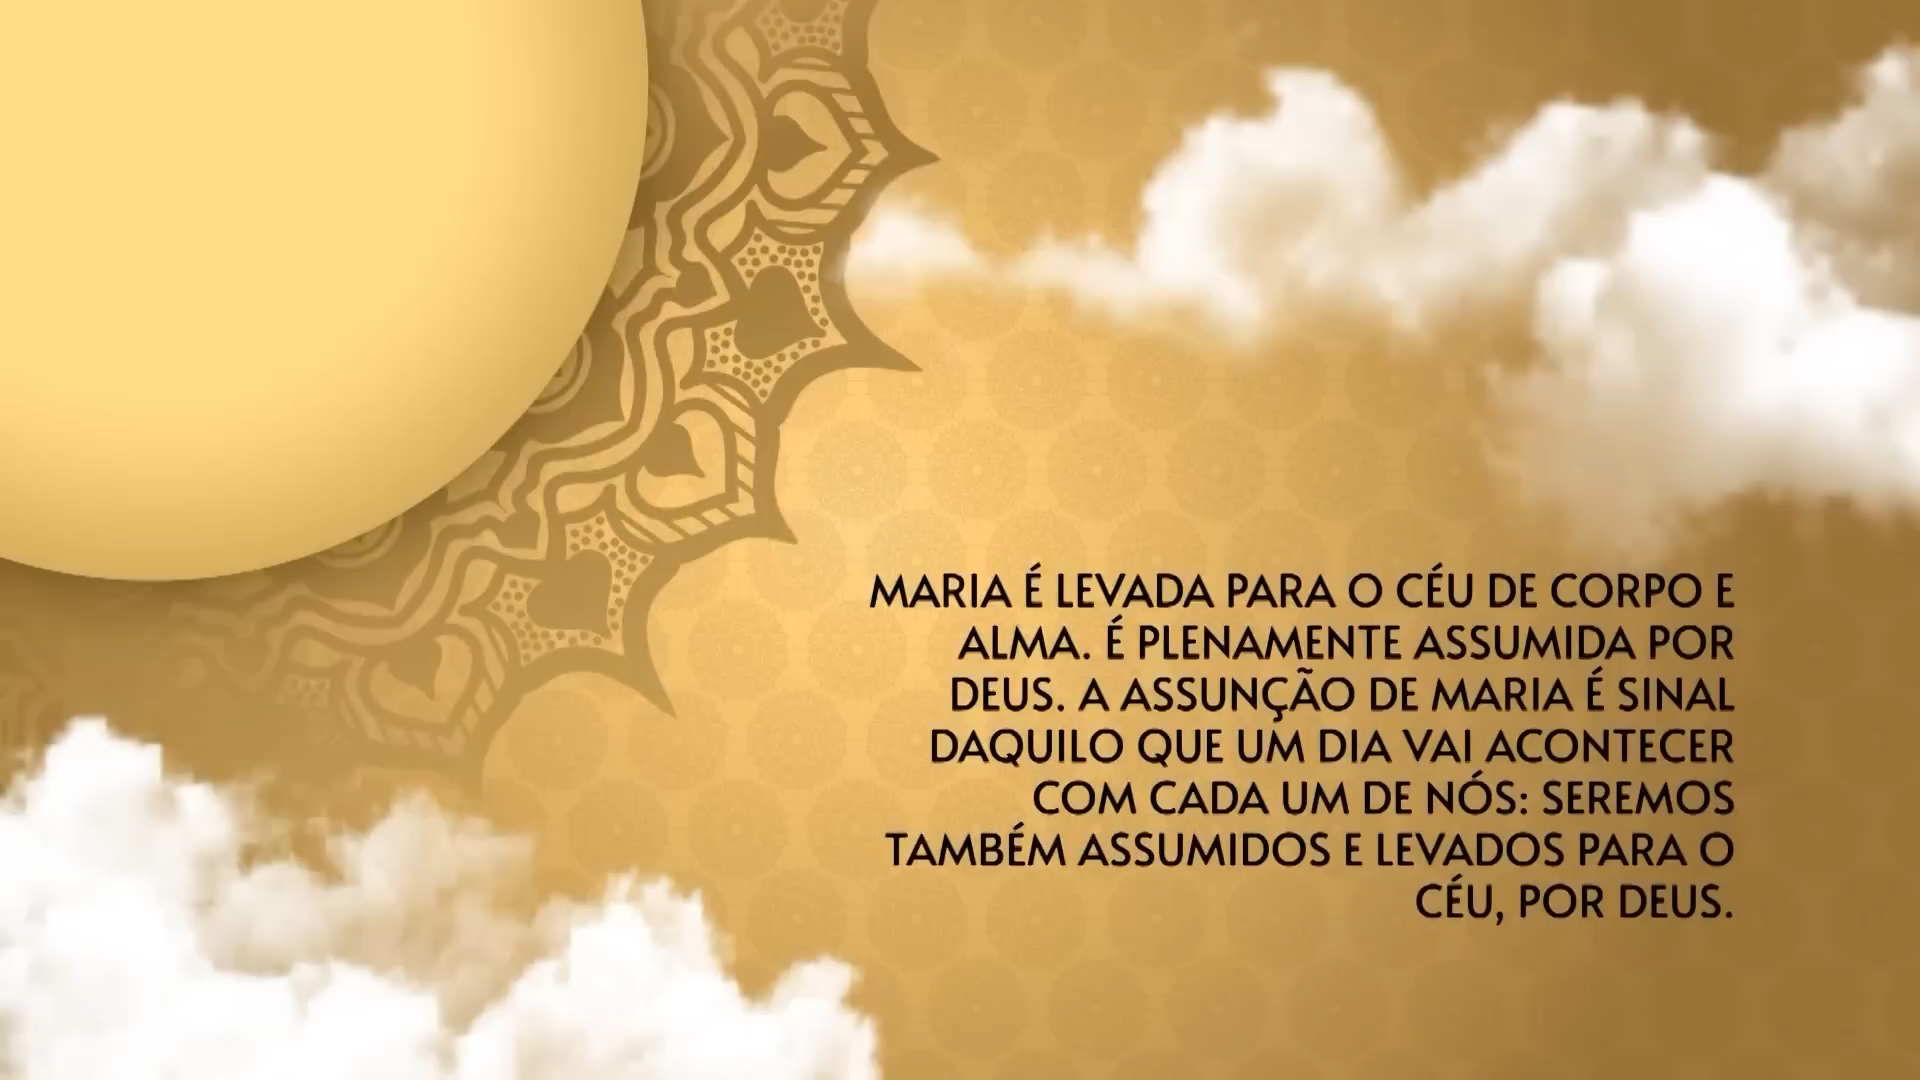 MARIA É LEVADA PARA O CÉU DE CORPO E
ALMA. É PLENAMENTE ASSUMIDA POR
DEUS. A ASSUNÇÃO DE MARIA É SINAL
DAQUILO QUE UM DIA VAI ACONTECER
COM CADA UM DE NÓS: SEREMOS
TAMBÉM ASSUMIDOS E LEVADOS PARA O
CÉU, POR DEUS.